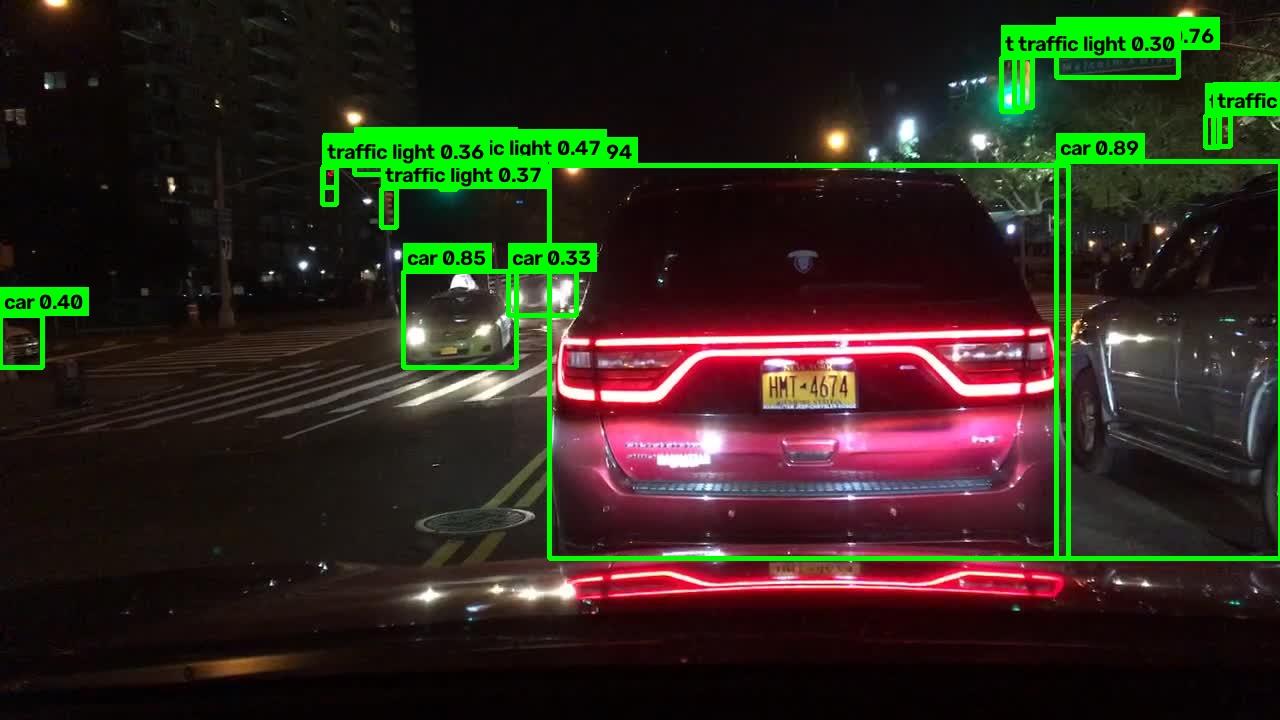 .76
t traffic light 0.30
traffic
car 0.89
traffic light 0.36
ic light 0.47
94
traffic light 0.37
car 0.85
car 0.33
car 0.40
NEW YORK
HMT 4674